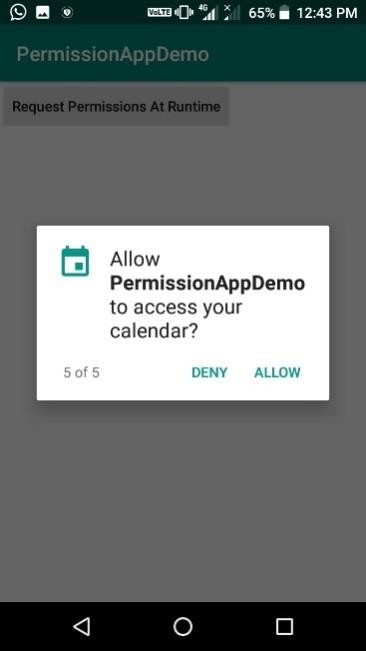 VoLTE 4G 65% 12:43 PM
PermissionAppDemo
Request Permissions At Runtime
Allow
PermissionAppDemo
to access your
calendar?
5 of 5 DENY ALLOW